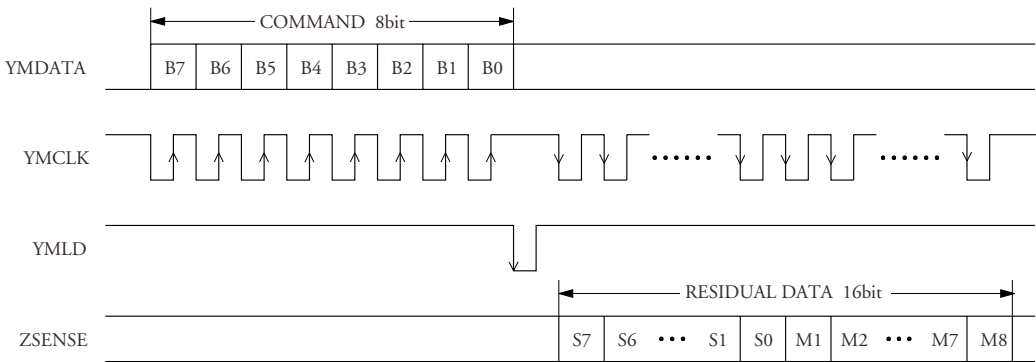 COMMAND 8bit
YMDATA B7 B6 B5 B4 B3 B2 B1 B0
YMCLK ...... ......
YMLD
RESIDUAL DATA 16bit
ZSENSE S7 S6 ... S1 S0 M1 M2 ... M7 M8